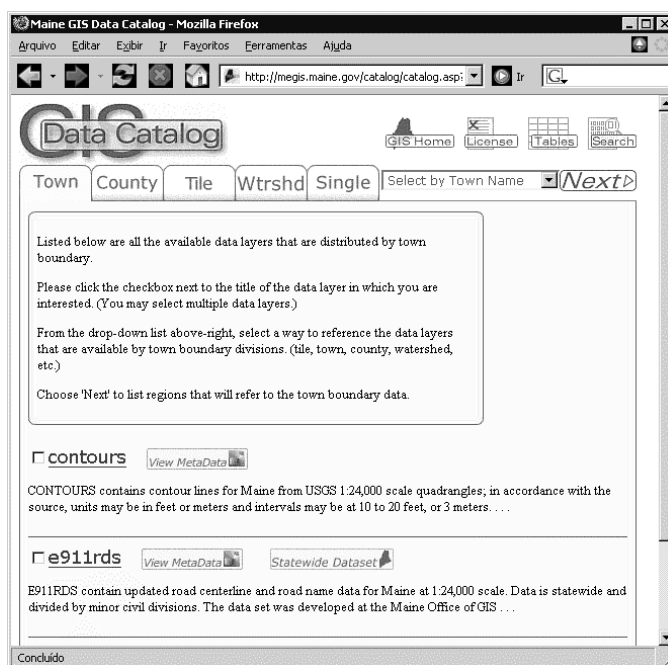 Maine GIS Data Catalog - Mozilla Firefox
Arquivo Editar Exibir Ir Favoritos Ferramentas Ajuda
http://megis.maine.gov/catalog/catalog.asp? Ir G
GIS
Data Catalog
GIS Home License Tables Search
Town County Tile Wtrshd Single Select by Town Name Next
Listed below are all the available data layers that are distributed by town
boundary.
Please click the checkbox next to the title of the data layer in which you are
interested. (You may select multiple data layers.)
From the drop-down list above-right, select a way to reference the data layers
that are available by town boundary divisions. (tile, town, county, watershed,
etc.)
Choose 'Next' to list regions that will refer to the town boundary data.
contours View MetaData
CONTOURS contains contour lines for Maine from USGS 1:24,000 scale quadrangles; in accordance with the
source, units may be in feet or meters and intervals may be at 10 to 20 feet, or 3 meters. . . .
e911rds View MetaData Statewide Dataset
E911RDS contain updated road centerline and road name data for Maine at 1:24,000 scale. Data is statewide and
divided by minor civil divisions. The data set was developed at the Maine Office of GIS . . .
Concluído